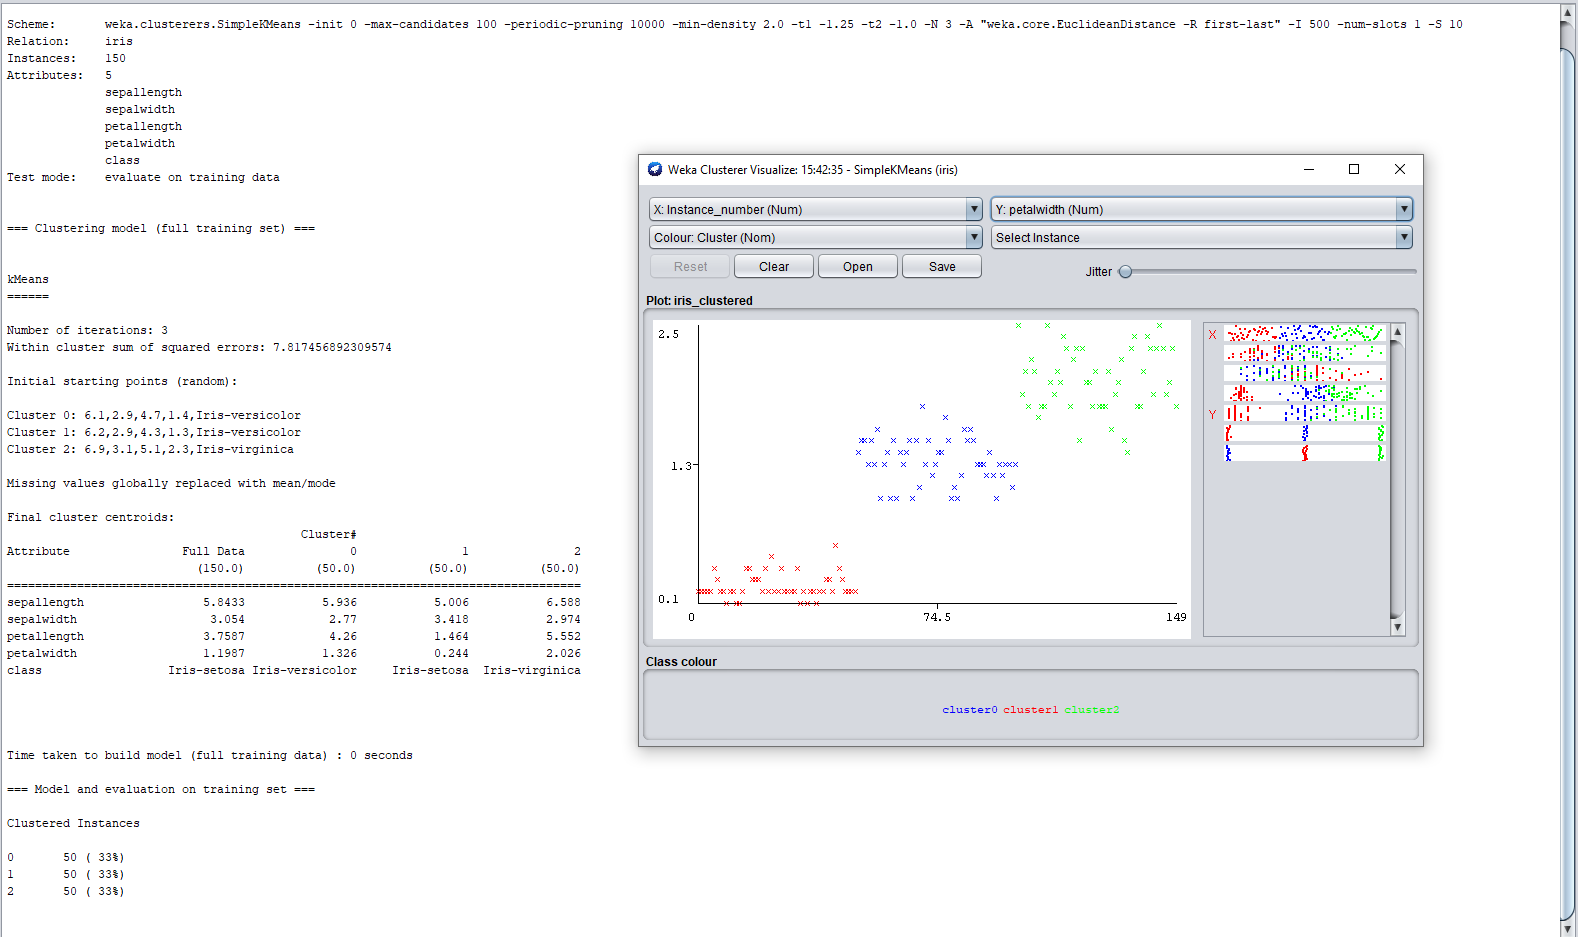 Scheme: weka.clusterers.SimpleKMeans -init 0 -max-candidates 100 -periodic-pruning 10000 -min-density 2.0 -t1 -1.25 -t2 -1.0 -N 3 -A "weka.core.EuclideanDistance -R first-last" -I 500 -num-slots 1 -S 10
Relation: iris
Instances: 150
Attributes: 5
sepallength
sepalwidth
petallength
petalwidth
class
Test mode: evaluate on training data
=== Clustering model (full training set) ===
kMeans
======
Number of iterations: 3
Within cluster sum of squared errors: 7.817456892309574
Initial starting points (random):
Cluster 0: 6.1,2.9,4.7,1.4,Iris-versicolor
Cluster 1: 6.2,2.9,4.3,1.3,Iris-versicolor
Cluster 2: 6.9,3.1,5.1,2.3,Iris-virginica
Missing values globally replaced with mean/mode
Final cluster centroids:
Cluster#
Attribute Full Data 0 1 2
(150.0) (50.0) (50.0) (50.0)
==================================================================================
sepallength 5.8433 5.936 5.006 6.588
sepalwidth 3.054 2.77 3.418 2.974
petallength 3.7587 4.26 1.464 5.552
petalwidth 1.1987 1.326 0.244 2.026
class Iris-setosa Iris-versicolor Iris-setosa Iris-virginica
Time taken to build model (full training data) : 0 seconds
=== Model and evaluation on training set ===
Clustered Instances
0 50 ( 33%)
1 50 ( 33%)
2 50 ( 33%)
Weka Clusterer Visualize: 15:42:35 - SimpleKMeans (iris)
X: Instance_number (Num)
Y: petalwidth (Num)
Colour: Cluster (Nom)
Select Instance
Reset
Clear
Open
Save
Jitter
Plot: iris_clustered
2.5
1.3
0.1
0
74.5
149
X
Y
Class colour
cluster0 cluster1 cluster2